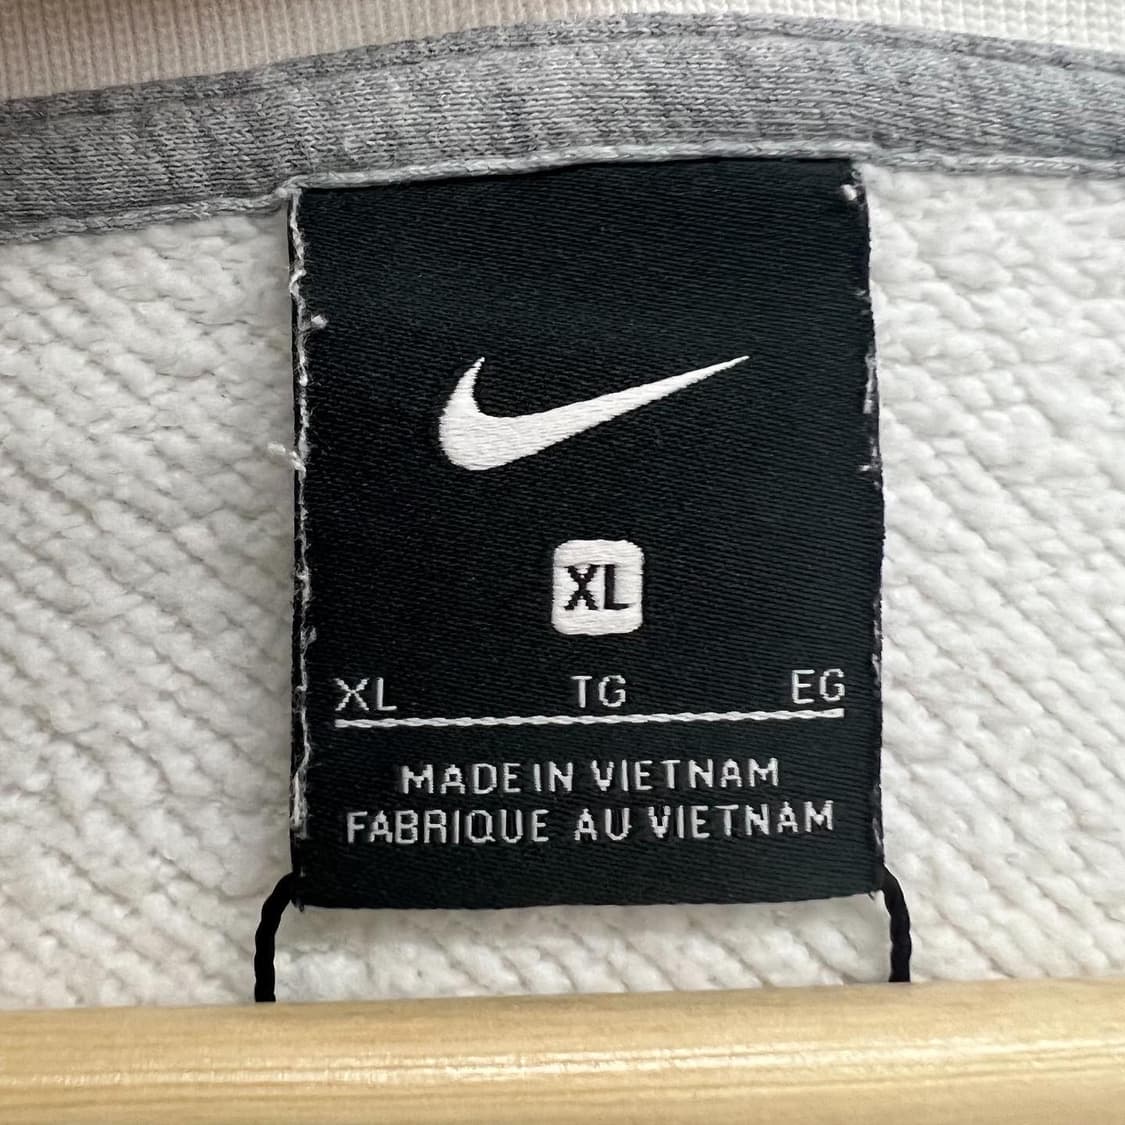 XL
XL TG EG
MADE IN VIETNAM
FABRIQUE AU VIETNAM